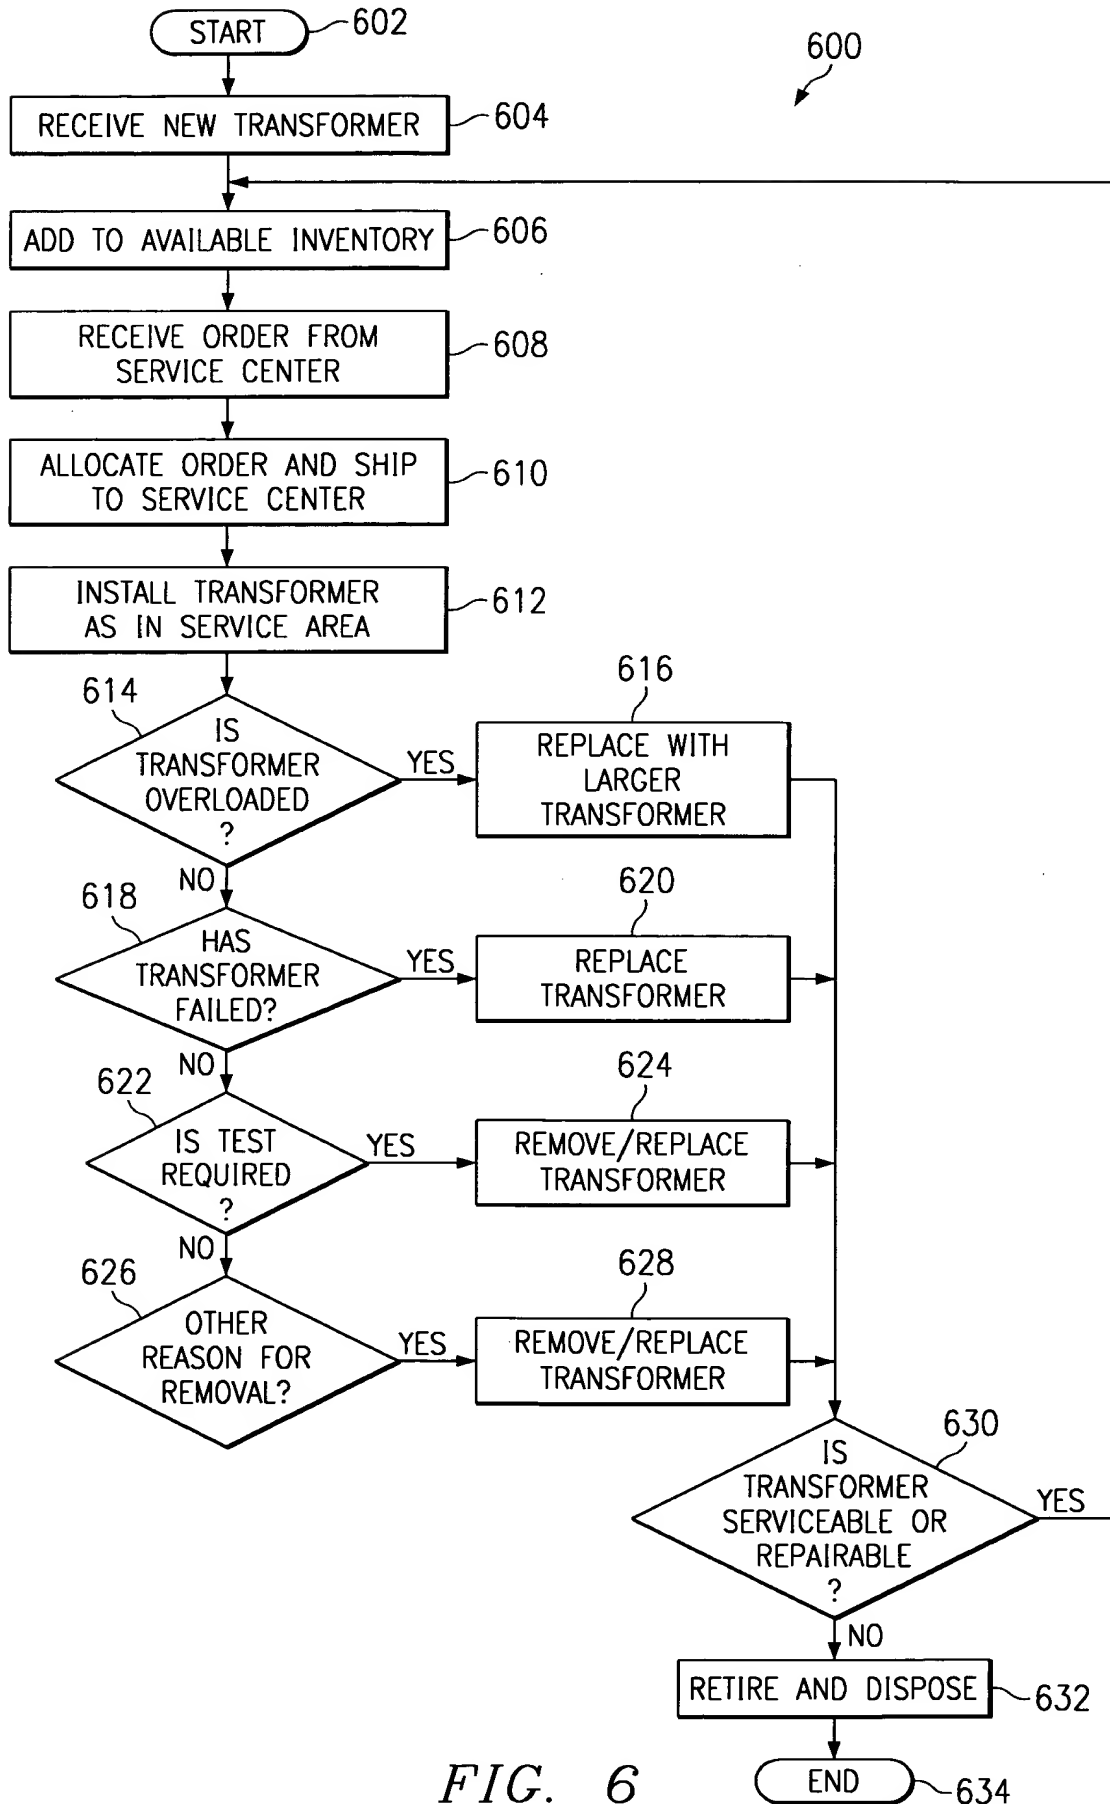 START
602
600
RECEIVE NEW TRANSFORMER
604
ADD TO AVAILABLE INVENTORY
606
RECEIVE ORDER FROM
SERVICE CENTER
608
ALLOCATE ORDER AND SHIP
TO SERVICE CENTER
610
INSTALL TRANSFORMER
AS IN SERVICE AREA
612
614
IS
TRANSFORMER
OVERLOADED
?
YES
616
REPLACE WITH
LARGER
TRANSFORMER
NO
618
HAS
TRANSFORMER
FAILED?
YES
620
REPLACE
TRANSFORMER
NO
622
IS TEST
REQUIRED
?
YES
624
REMOVE/REPLACE
TRANSFORMER
NO
626
OTHER
REASON FOR
REMOVAL?
YES
628
REMOVE/REPLACE
TRANSFORMER
630
IS
TRANSFORMER
SERVICEABLE OR
REPAIRABLE
?
YES
NO
RETIRE AND DISPOSE
632
END
634
FIG. 6